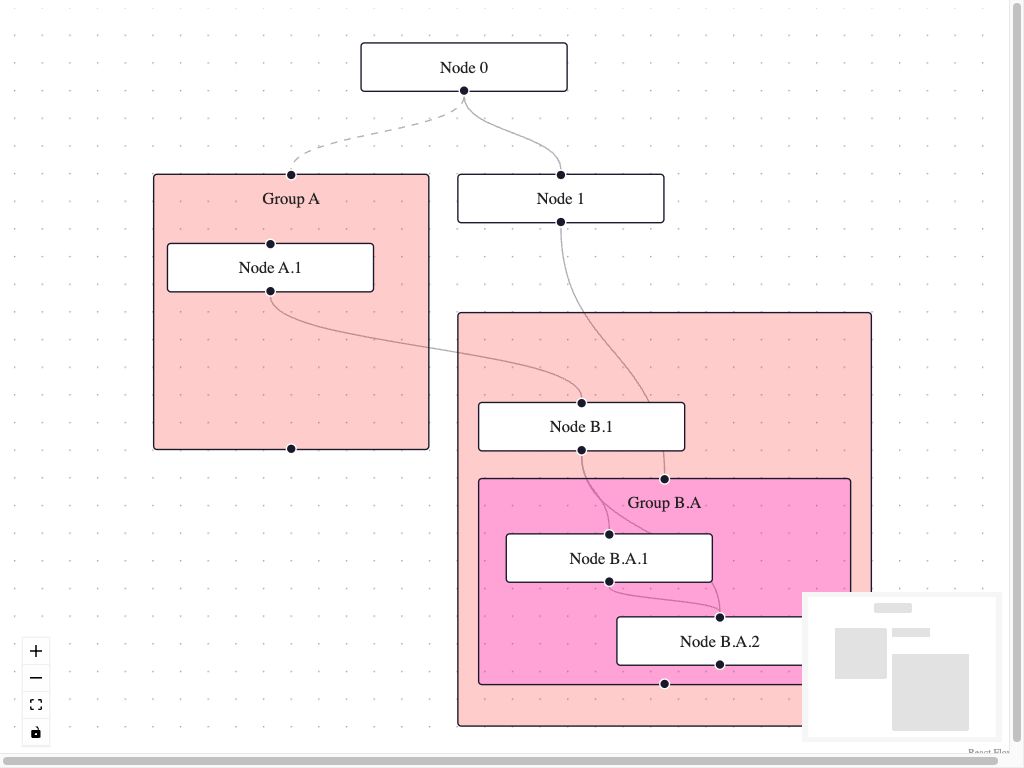 Node 0
Group A
Node 1
Node A.1
Node B.1
Group B.A
Node B.A.1
Node B.A.2
React Flow